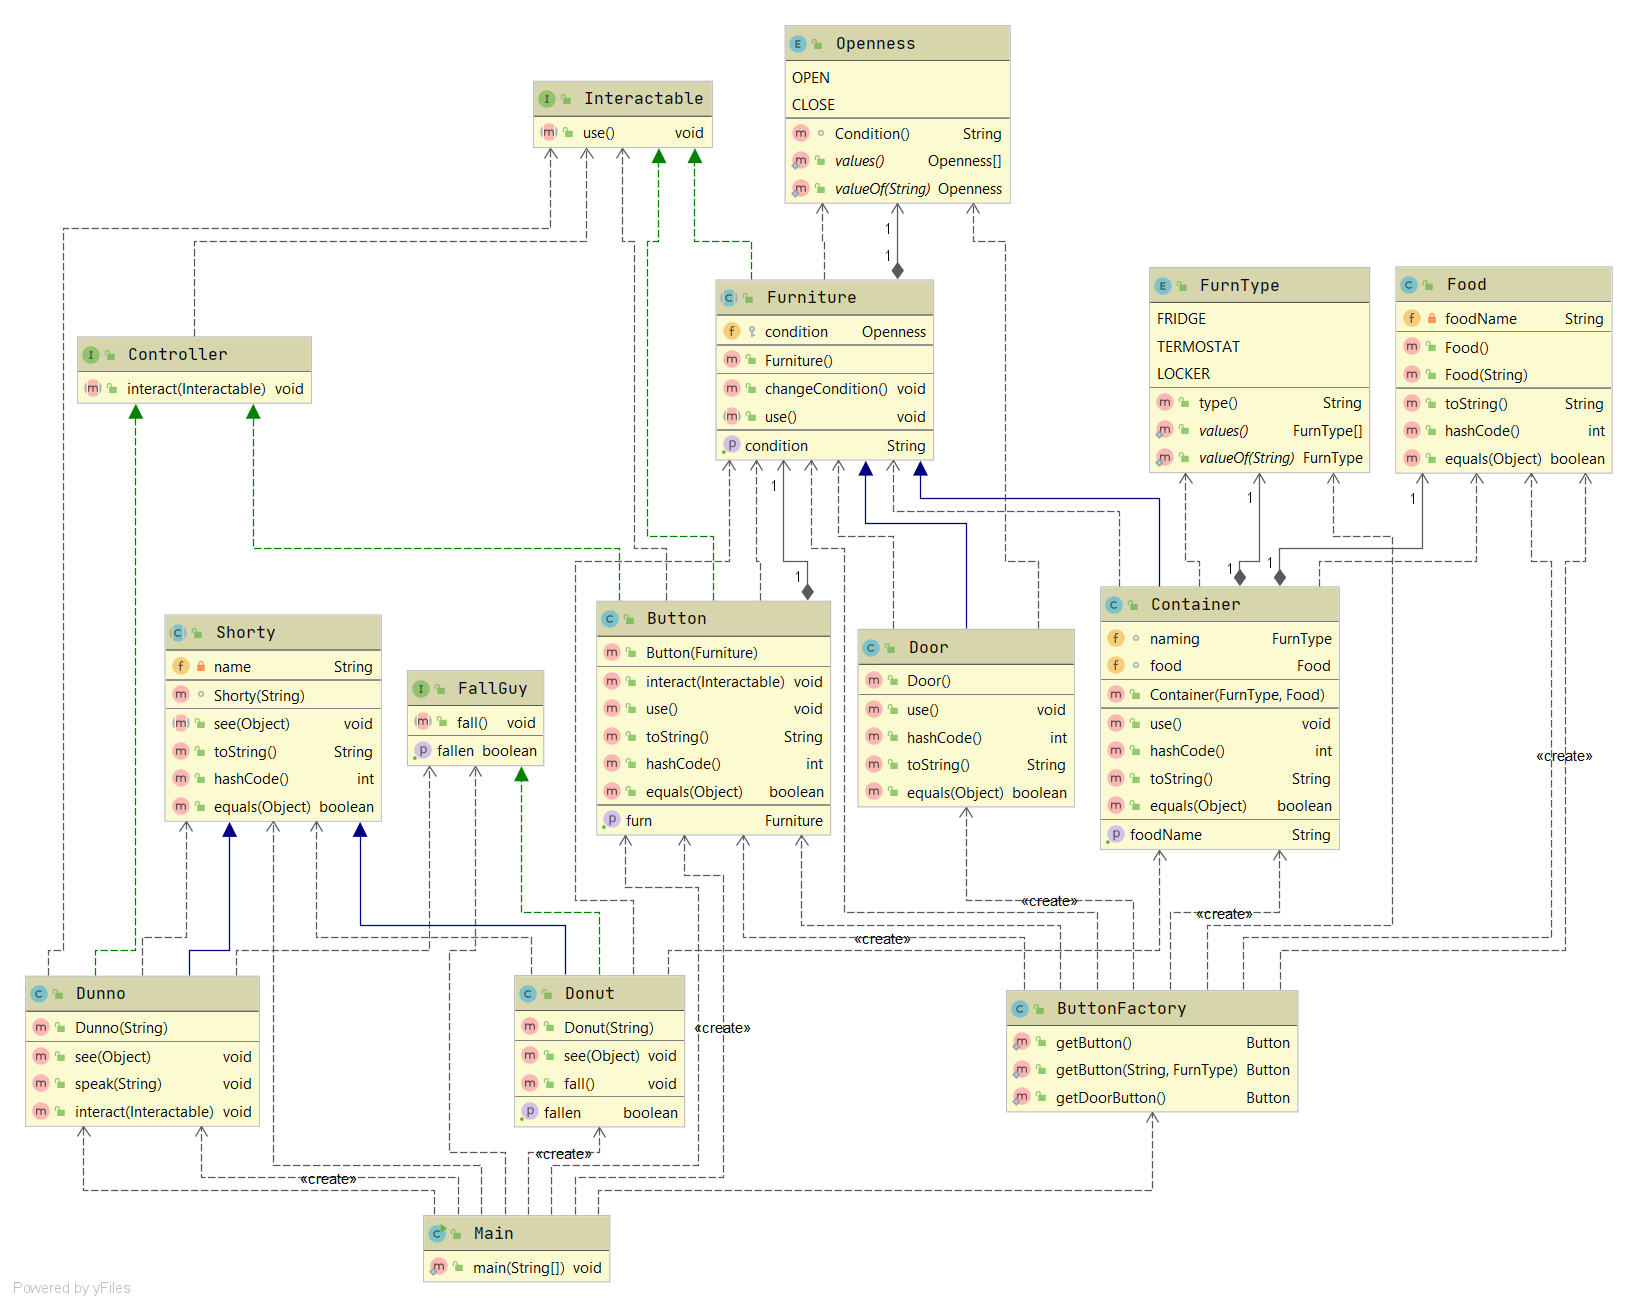 Openness
OPEN
CLOSE
Condition() String
values() Openness[]
valueOf(String) Openness
Interactable
use() void
1
1
Furniture
condition Openness
Furniture()
changeCondition() void
use() void
condition String
FurnType
FRIDGE
TERMOSTAT
LOCKER
type() String
values() FurnType[]
valueOf(String) FurnType
Food
foodName String
Food()
Food(String)
toString() String
hashCode() int
equals(Object) boolean
Controller
interact(Interactable) void
1
1
1
1
1
1
Shorty
name String
Shorty(String)
see(Object) void
toString() String
hashCode() int
equals(Object) boolean
FallGuy
fall() void
fallen boolean
Button
Button(Furniture)
interact(Interactable) void
use() void
toString() String
hashCode() int
equals(Object) boolean
furn Furniture
Door
Door()
use() void
hashCode() int
toString() String
equals(Object) boolean
Container
naming FurnType
food Food
Container(FurnType, Food)
use() void
hashCode() int
toString() String
equals(Object) boolean
foodName String
«create»
«create»
«create»
«create»
Dunno
Dunno(String)
see(Object) void
speak(String) void
interact(Interactable) void
Donut
Donut(String)
see(Object) void
fall() void
fallen boolean
«create»
ButtonFactory
getButton() Button
getButton(String, FurnType) Button
getDoorButton() Button
«create»
«create»
Main
main(String[]) void
Powered by yFiles